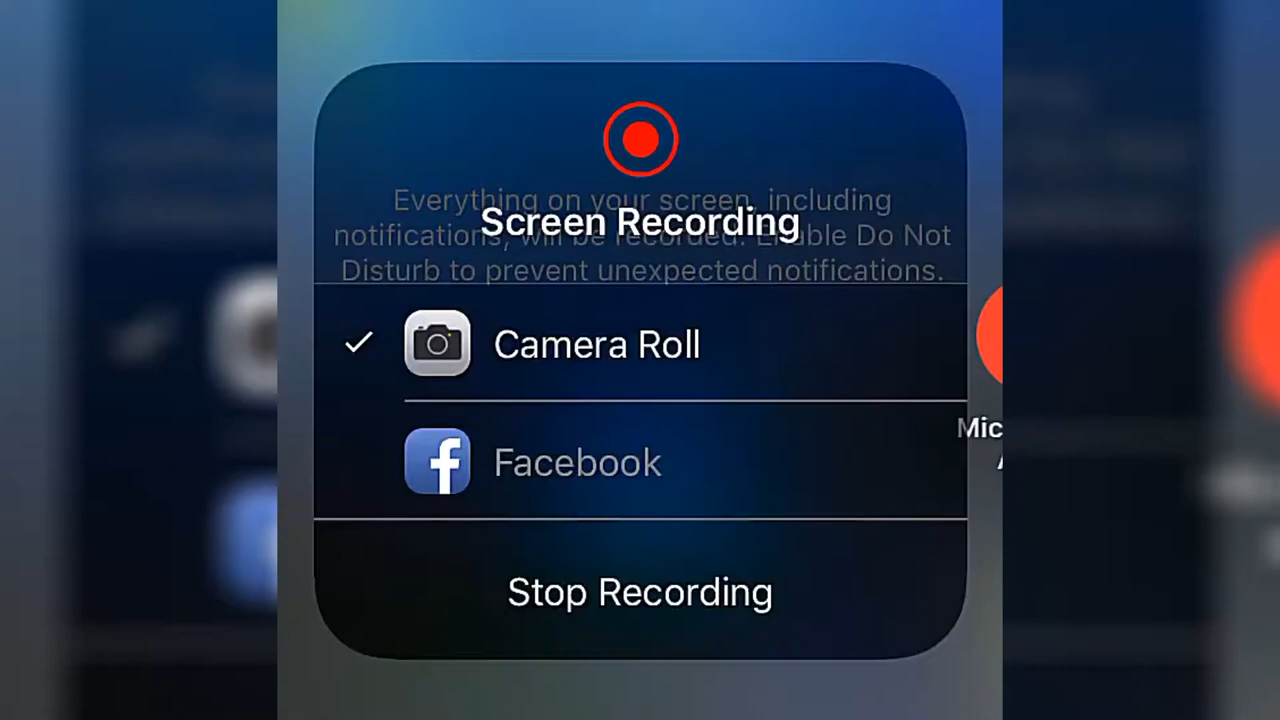 Everything on your screen, including
Screen Recording
notifications, will be recorded. Enable Do Not
Disturb to prevent unexpected notifications.
Camera Roll
Facebook
Mic
Stop Recording